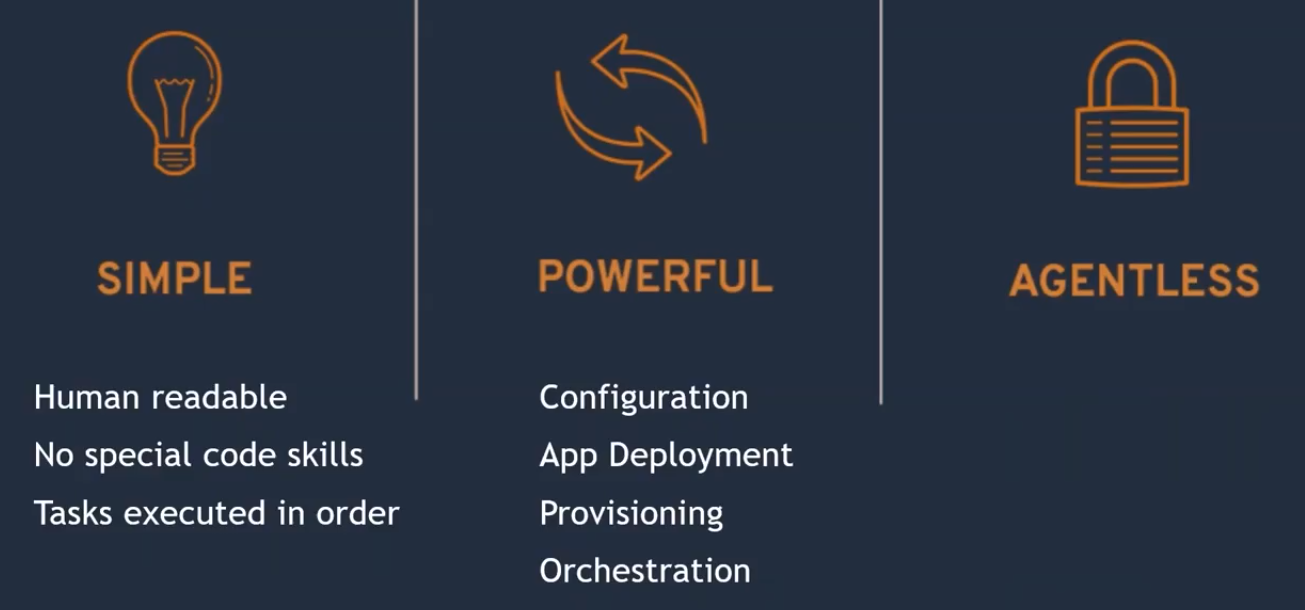 SIMPLE
Human readable
No special code skills
Tasks executed in order
POWERFUL
Configuration
App Deployment
Provisioning
Orchestration
AGENTLESS